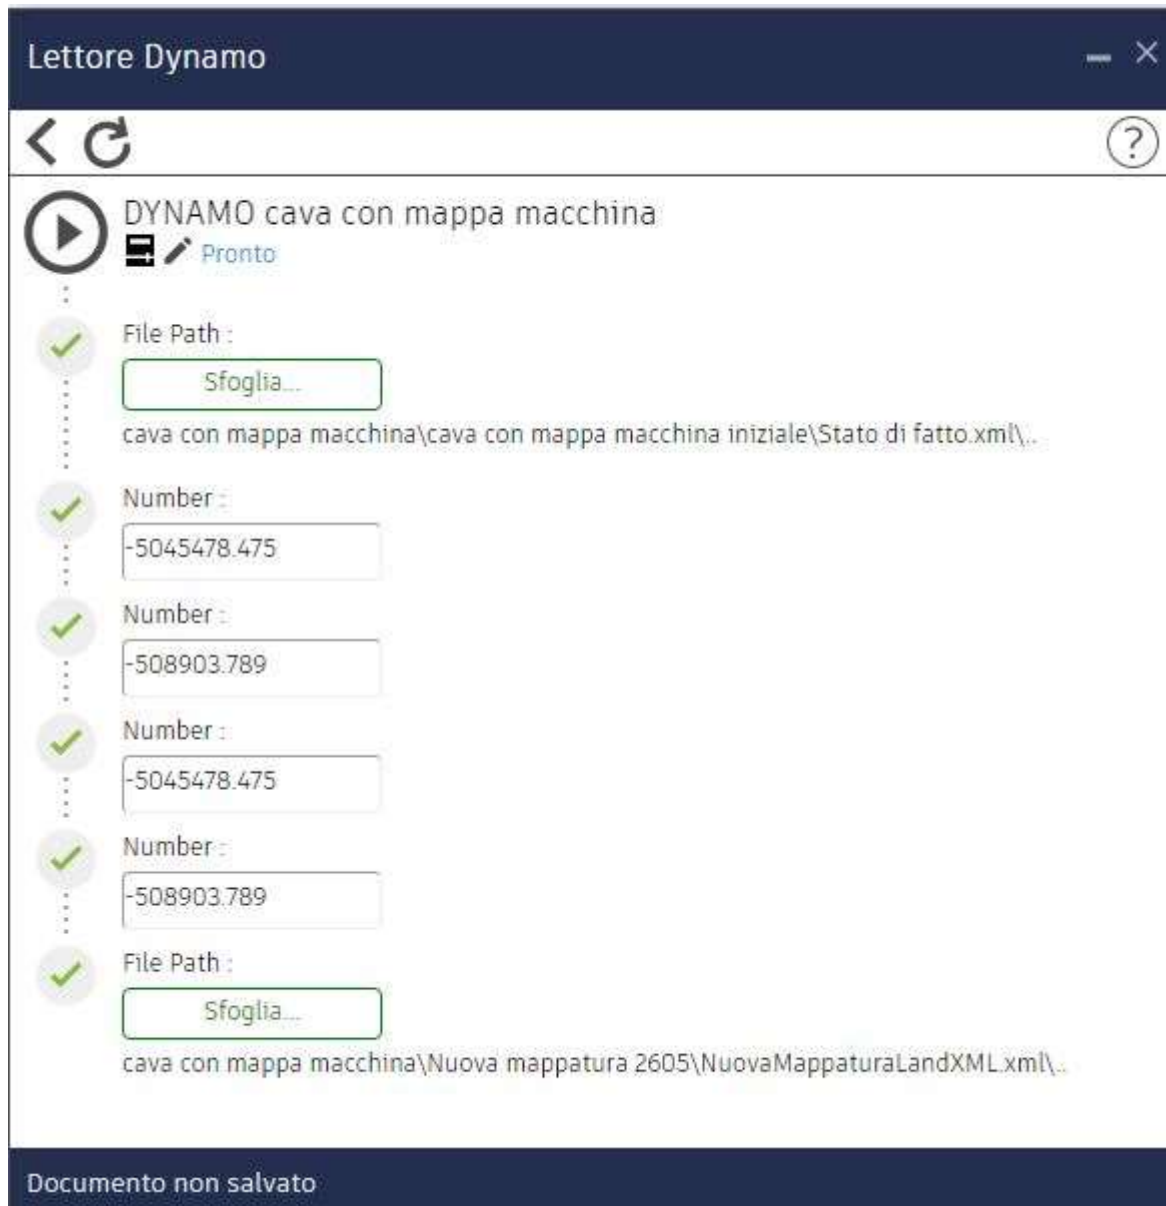 Lettore Dynamo
DYNAMO cava con mappa macchina
Pronto
File Path :
Sfoglia...
cava con mappa macchina\cava con mappa macchina iniziale\Stato di fatto.xml\..
Number :
-5045478.475
Number :
-508903.789
Number :
-5045478.475
Number :
-508903.789
File Path :
Sfoglia...
cava con mappa macchina\Nuova mappatura 2605\NuovaMappaturaLandXML.xml\..
Documento non salvato